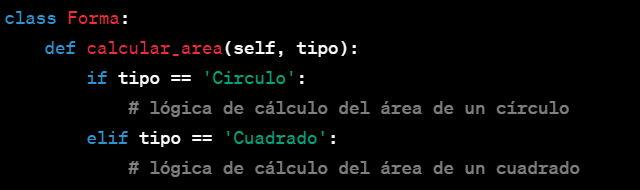 class Forma:
    def calcular_area(self, tipo):
        if tipo == 'Circulo':
            # lógica de cálculo del área de un círculo
        elif tipo == 'Cuadrado':
            # lógica de cálculo del área de un cuadrado